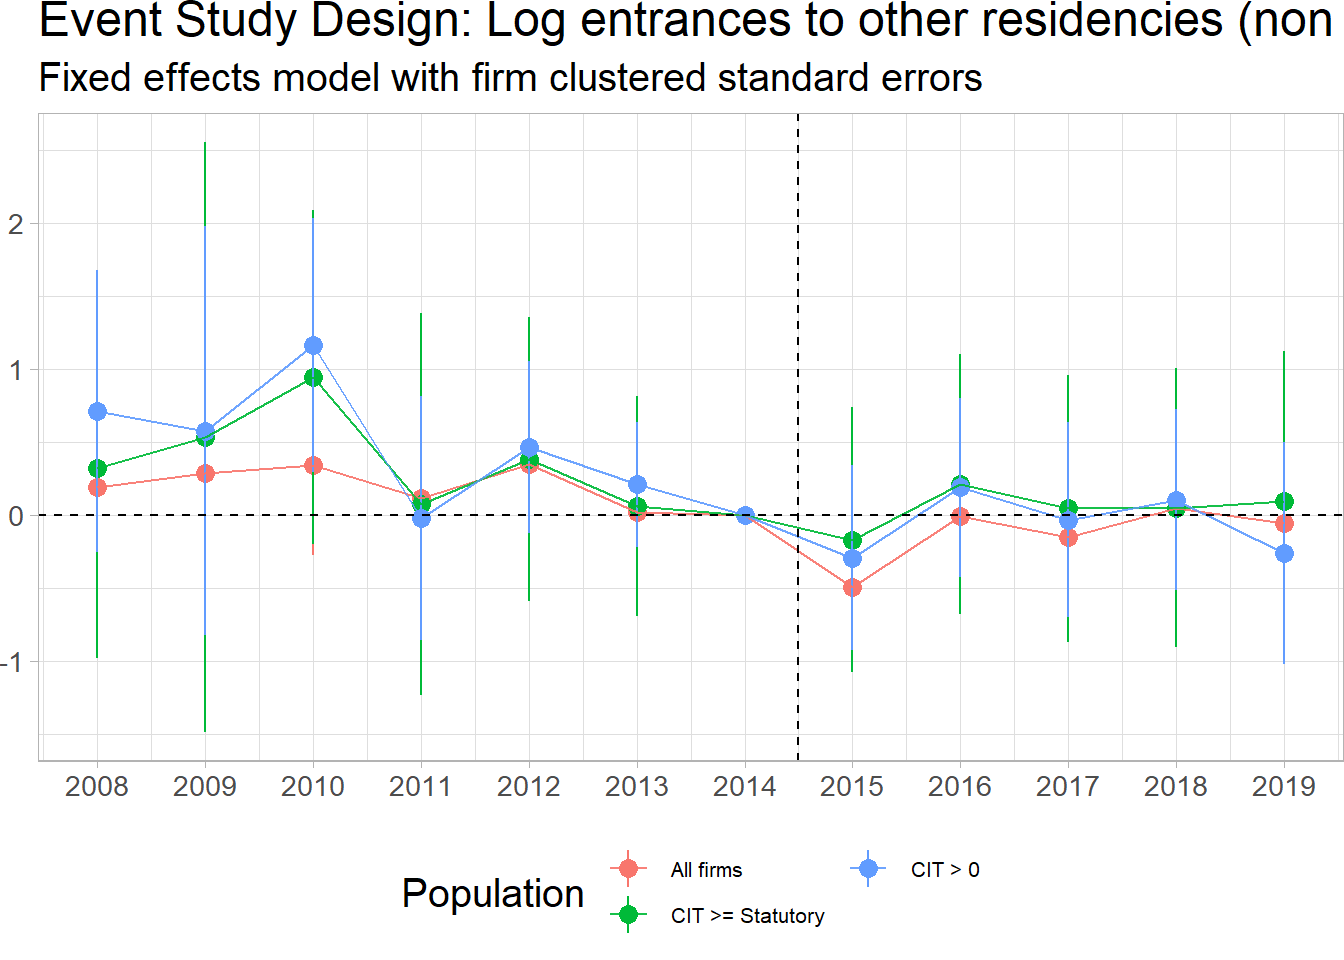 Event Study Design: Log entrances to other residencies (non
Fixed effects model with firm clustered standard errors
2
1
0
-1
2008 2009 2010 2011 2012 2013 2014 2015 2016 2017 2018 2019
Population
All firms
CIT > 0
CIT >= Statutory